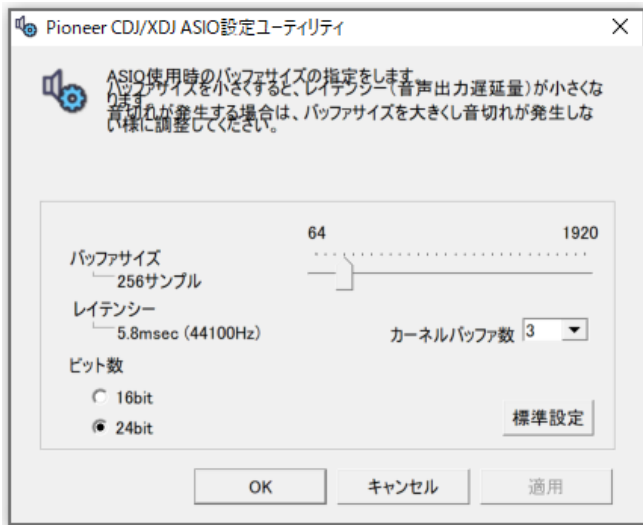 Pioneer CDJ/XDJ ASIO設定ユーティリティ
ASIO使用時のバッファサイズの指定をします。
バッファサイズを小さくすると、レイテンシー(音声出力遅延量)が小さくな
ります。
音切れが発生する場合は、バッファサイズを大きくし音切れが発生しな
い様に調整してください。
64
1920
バッファサイズ
256サンプル
レイテンシー
5.8msec (44100Hz)
カーネルバッファ数
3
ビット数
16bit
24bit
標準設定
OK
キャンセル
適用